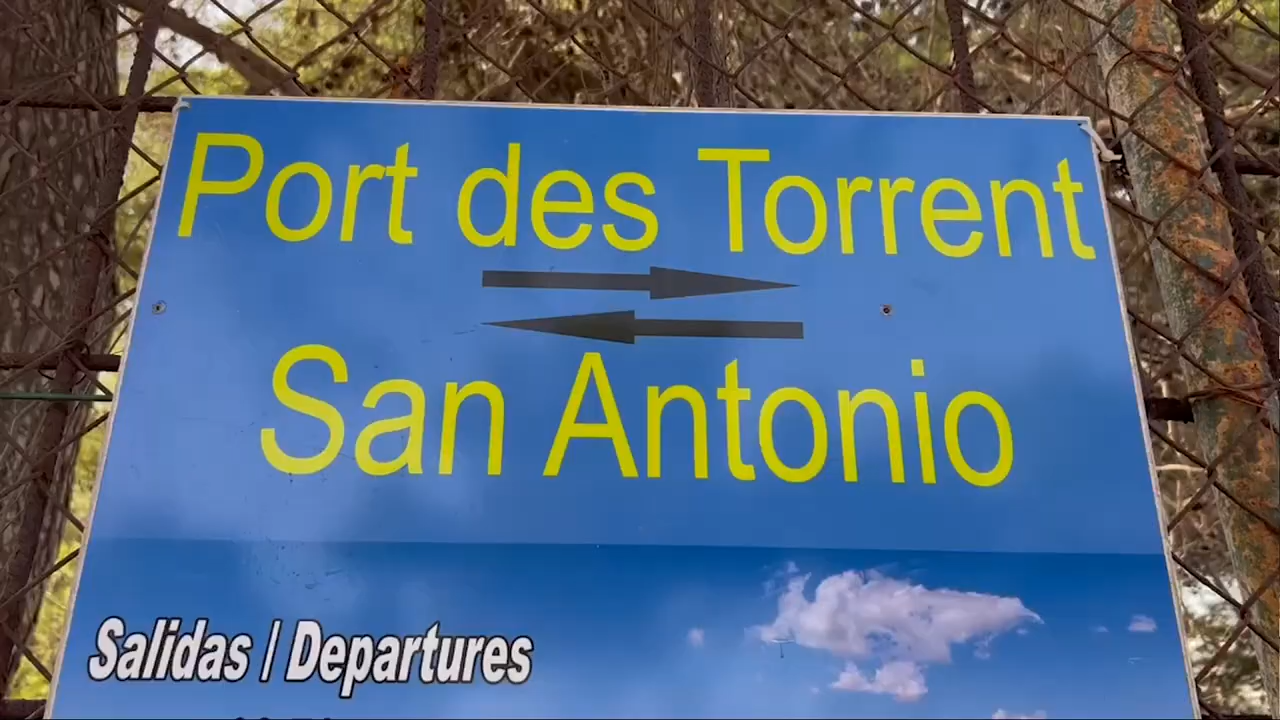 Port des Torrent
San Antonio
Salidas / Departures